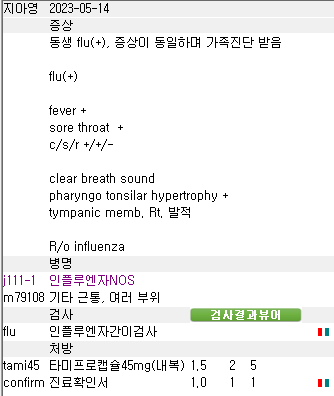 지아영 2023-05-14
증상
동생 flu(+), 증상이 동일하며 가족진단 받음
flu(+)
fever +
sore throat +
c/s/r +/+/-
clear breath sound
pharyngo tonsilar hypertrophy +
tympanic memb. Rt. 발적
R/o influenza
병명
j111-1 인플루엔자NOS
m79108 기타 근통, 여러 부위
검사 검사결과뷰어
flu 인플루엔자간이검사
처방
tami45 타미프로캡슐45mg(내복) 1.5 2 5
confirm 진료확인서 1.0 1 1